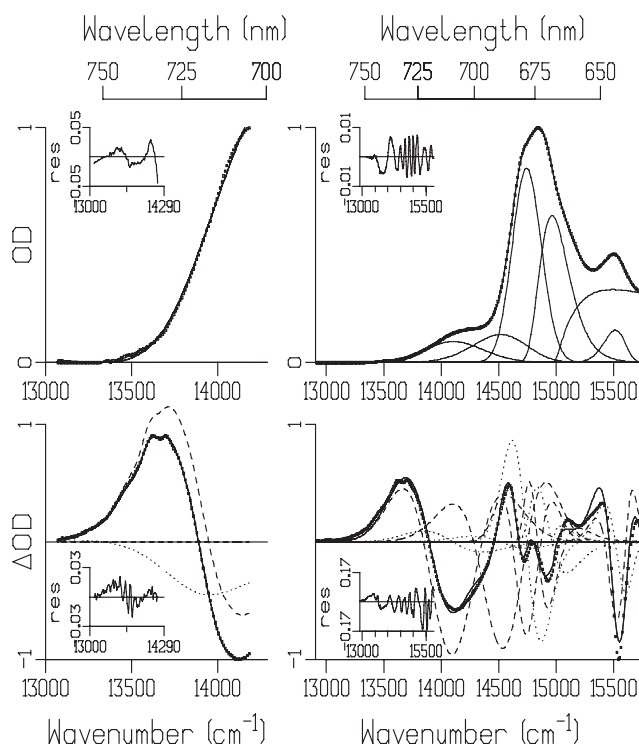 Wavelength (nm) Wavelength (nm)
750 725 700 750 725 700 675 650
1 1
0.05 0.01
res res
0.05 0.01
13000 14290 13000 15500
OD
0 0
13000 13500 14000 13000 13500 14000 14500 15000 15500
1 1
ΔOD
0.03 0.17
res res
0.03 0.17
13000 14290 13000 15500
-1 -1
13000 13500 14000 13000 13500 14000 14500 15000 15500
Wavenumber (cm⁻¹) Wavenumber (cm⁻¹)